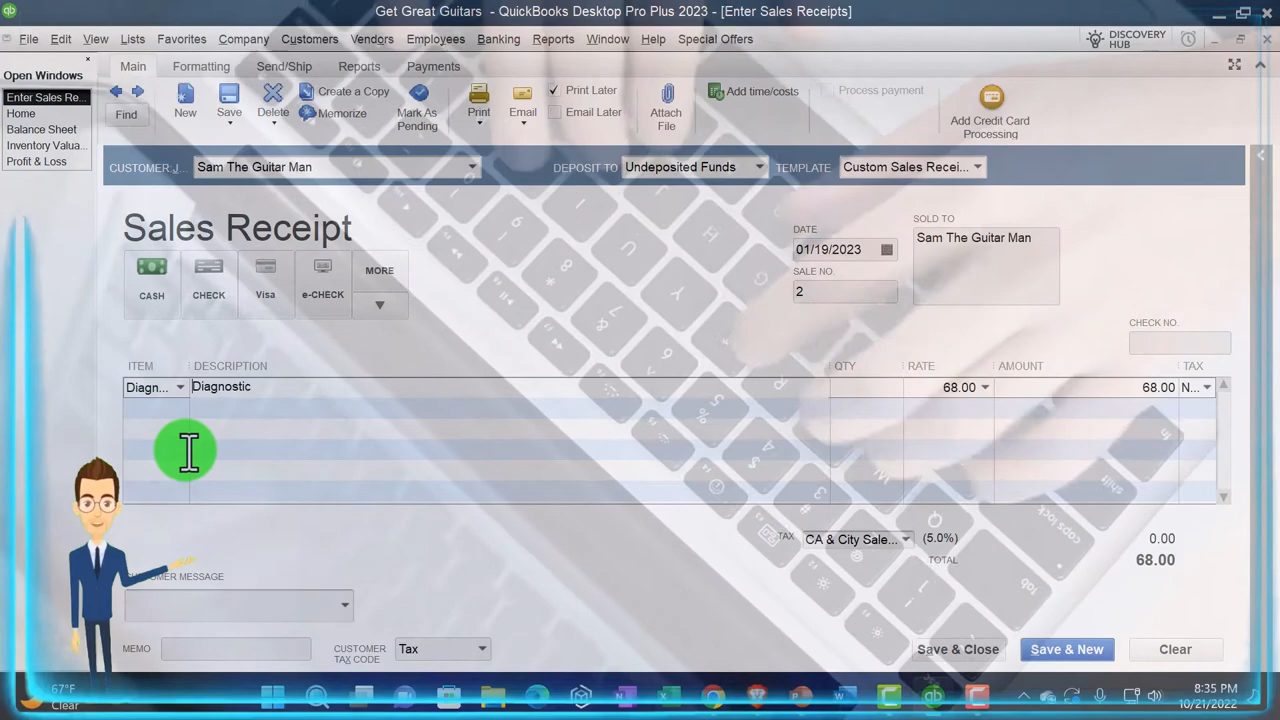 Get Great Guitars - QuickBooks Desktop Pro Plus 2023 - [Enter Sales Receipts]
File Edit View Lists Favorites Company Customers Vendors Employees Banking Reports Window Help Special Offers
DISCOVERY
HUB
Open Windows
Enter Sales Re...
Home
Balance Sheet
Inventory Valua...
Profit & Loss
Main Formatting Send/Ship Reports Payments
Find
New
Save
Delete
Create a Copy
Memorize
Mark As
Pending
Print
Email
Print Later
Email Later
Attach
File
Add time/costs
Process payment
Add Credit Card
Processing
CUSTOMER J... Sam The Guitar Man DEPOSIT TO Undeposited Funds TEMPLATE Custom Sales Recei...
Sales Receipt
CASH
CHECK
Visa
e-CHECK
MORE
DATE
01/19/2023
SALE NO.
2
SOLD TO
Sam The Guitar Man
CHECK NO.
ITEM DESCRIPTION QTY RATE AMOUNT TAX
Diagn... Diagnostic 68.00 68.00 N...
TAX CA & City Sale... (5.0%) 0.00
TOTAL 68.00
MEMO
CUSTOMER
TAX CODE
Tax
Save & Close Save & New Clear
67°F
Clear
8:35 PM
10/21/2022